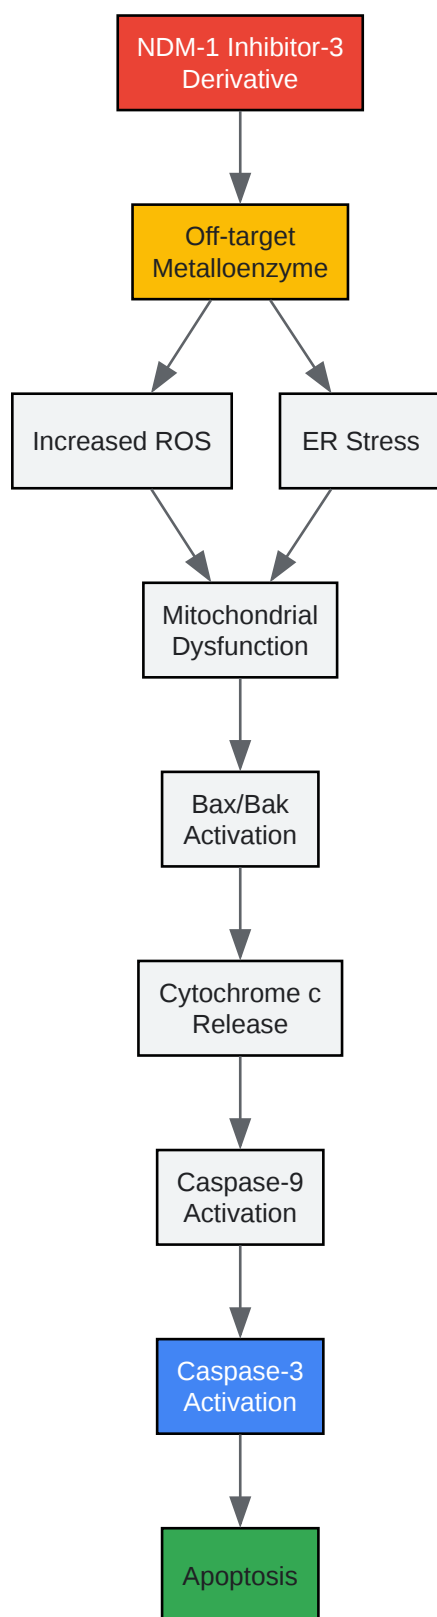 NDM-1 Inhibitor-3
Derivative
Off-target
Metalloenzyme
Increased ROS
ER Stress
Mitochondrial
Dysfunction
Bax/Bak
Activation
Cytochrome c
Release
Caspase-9
Activation
Caspase-3
Activation
Apoptosis